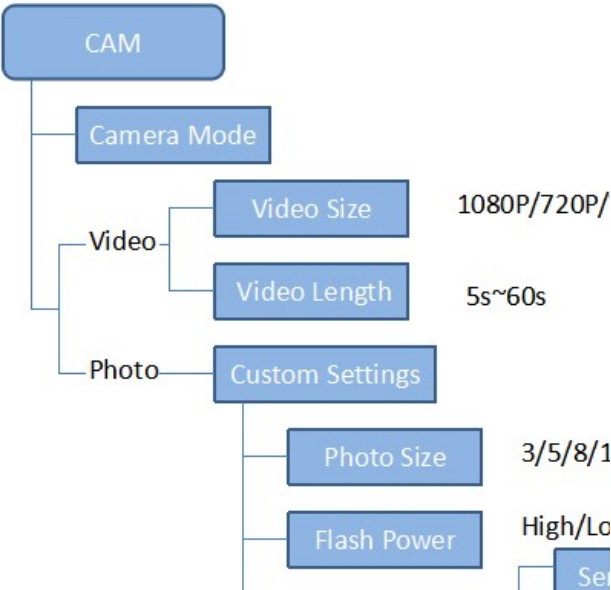 CAM
Camera Mode
Video Size 1080P/720P/
Video
Video Length 5s~60s
Photo Custom Settings
Photo Size 3/5/8/1
Flash Power High/Lo